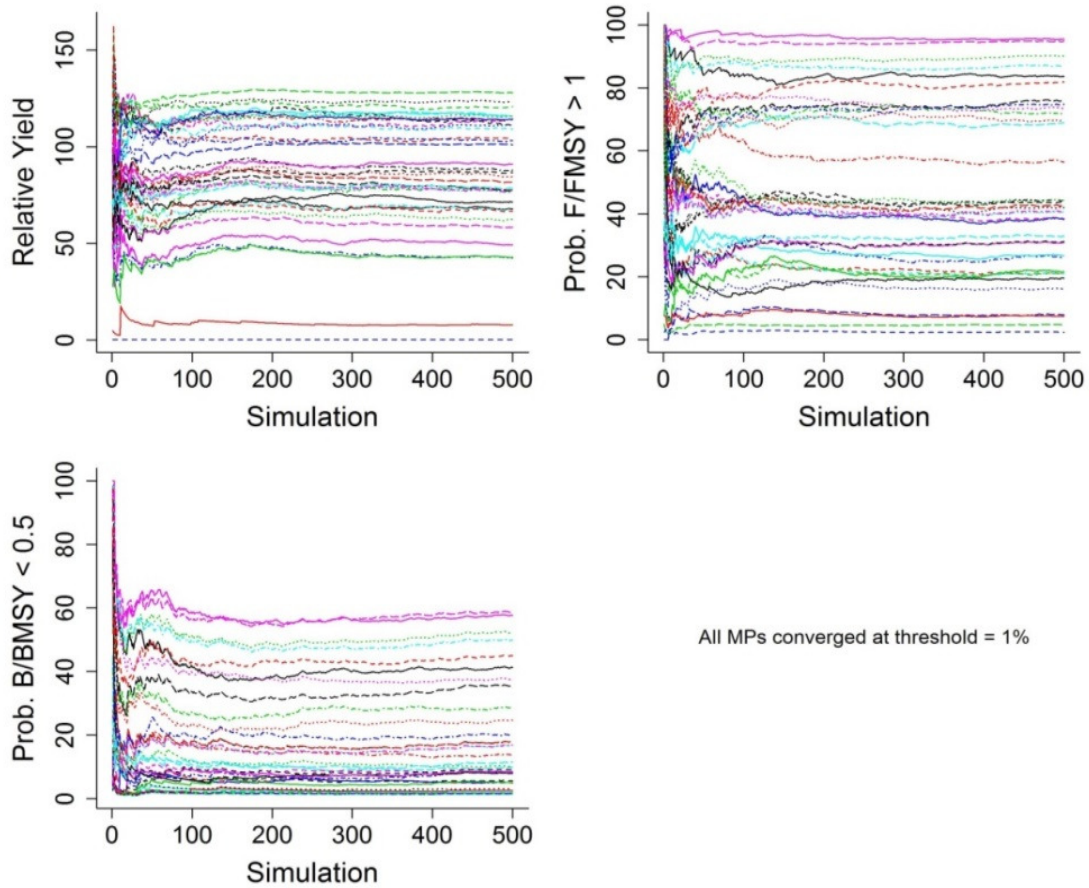 Relative Yield
150
100
50
0
0 100 200 300 400 500
Simulation
Prob. F/FMSY > 1
100
80
60
40
20
0
0 100 200 300 400 500
Simulation
Prob. B/BMSY < 0.5
100
80
60
40
20
0
0 100 200 300 400 500
Simulation
All MPs converged at threshold = 1%